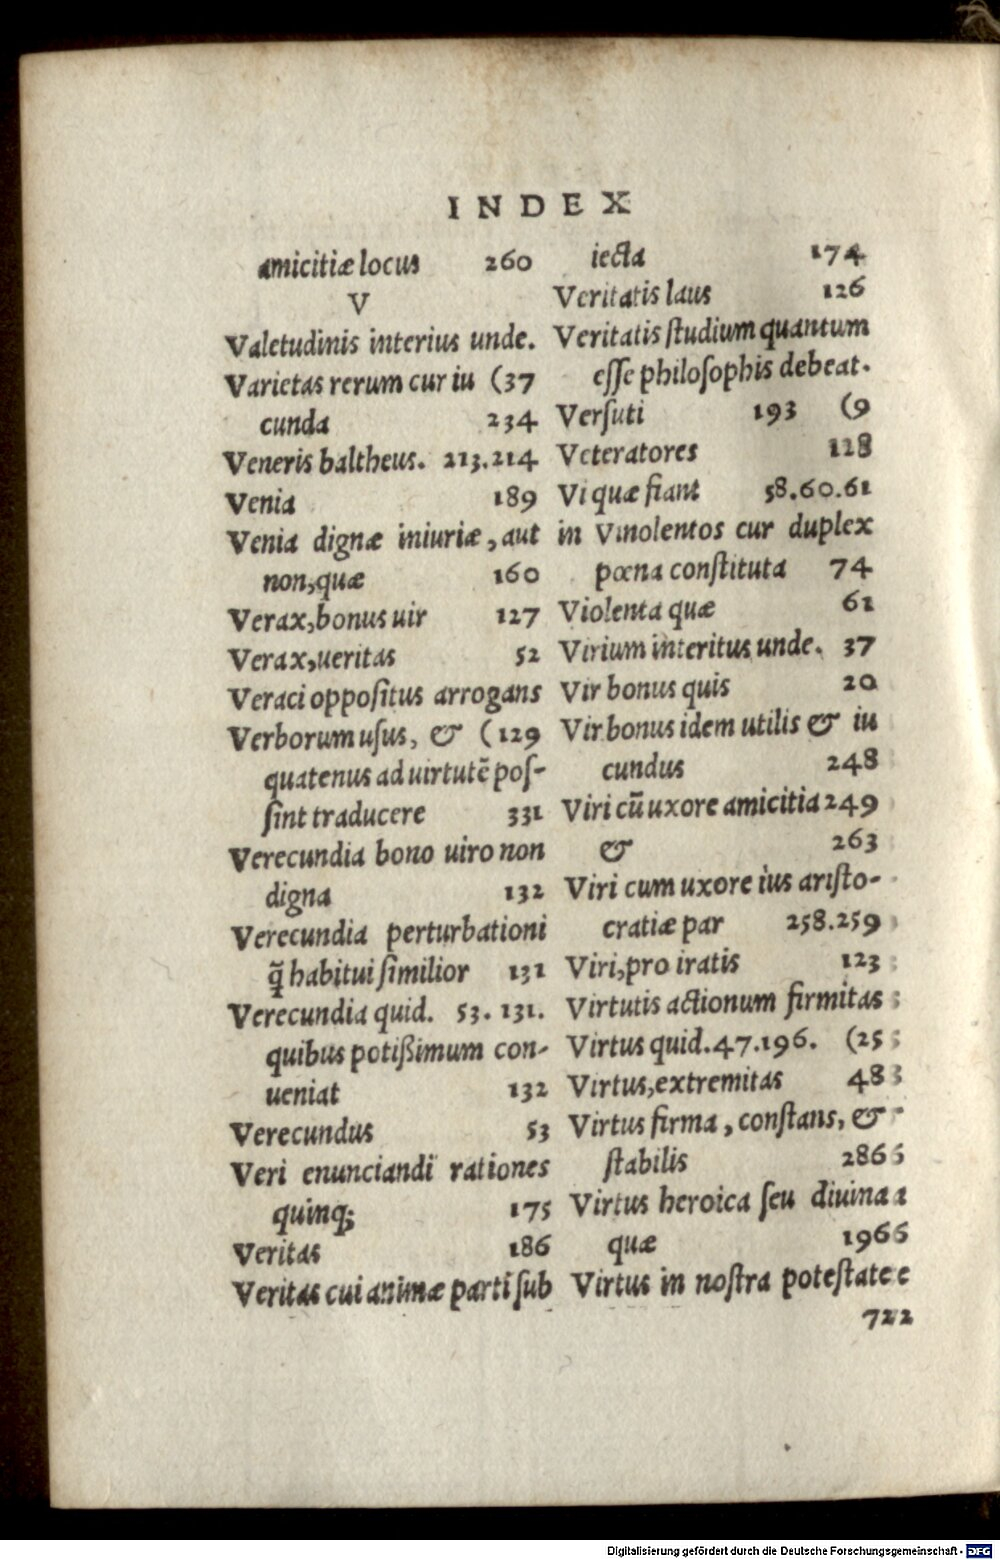 INDEX
amicitiæ locus 260
V
Valetudinis interius unde.
Varietas rerum cur iu (37
cunda 234
Veneris baltheus. 213.214
Venia 189
Venia dignæ iniuriæ, aut
non, quæ 160
Verax, bonus uir 127
Verax, ueritas 52
Veraci oppoſitus arrogans
Verborum uſus, & (129
quatenus ad uirtutẽ poſ-
ſint traducere 331
Verecundia bono uiro non
digna 132
Verecundia perturbationi
q̃ habitui ſimilior 131
Verecundia quid. 53. 131.
quibus potißimum con-
ueniat 132
Verecundus 53
Veri enunciandi rationes
quinq; 175
Veritas 186
Veritas cui animæ parti ſub
iecta 174
Veritatis laus 126
Veritatis ſtudium quantum
eſſe philoſophis debeat.
Verſuti 193 (9
Veteratores 128
Vi quæ fiant 58.60.61
in Vinolentos cur duplex
pœna conſtituta 74
Violenta quæ 61
Virium interitus unde. 37
Vir bonus quis 20
Vir bonus idem utilis & iu
cundus 248
Viri cũ uxore amicitia 249
& 263
Viri cum uxore ius ariſto-
cratiæ par 258.259
Viri, pro iratis 123
Virtutis actionum firmitas
Virtus quid. 47.196. (25
Virtus, extremitas 48
Virtus firma, conſtans, &
ſtabilis 286
Virtus heroica ſeu diuina
quæ 196
Virtus in noſtra poteſtate
72
Digitalisierung gefördert durch die Deutsche Forschungsgemeinschaft - DFG